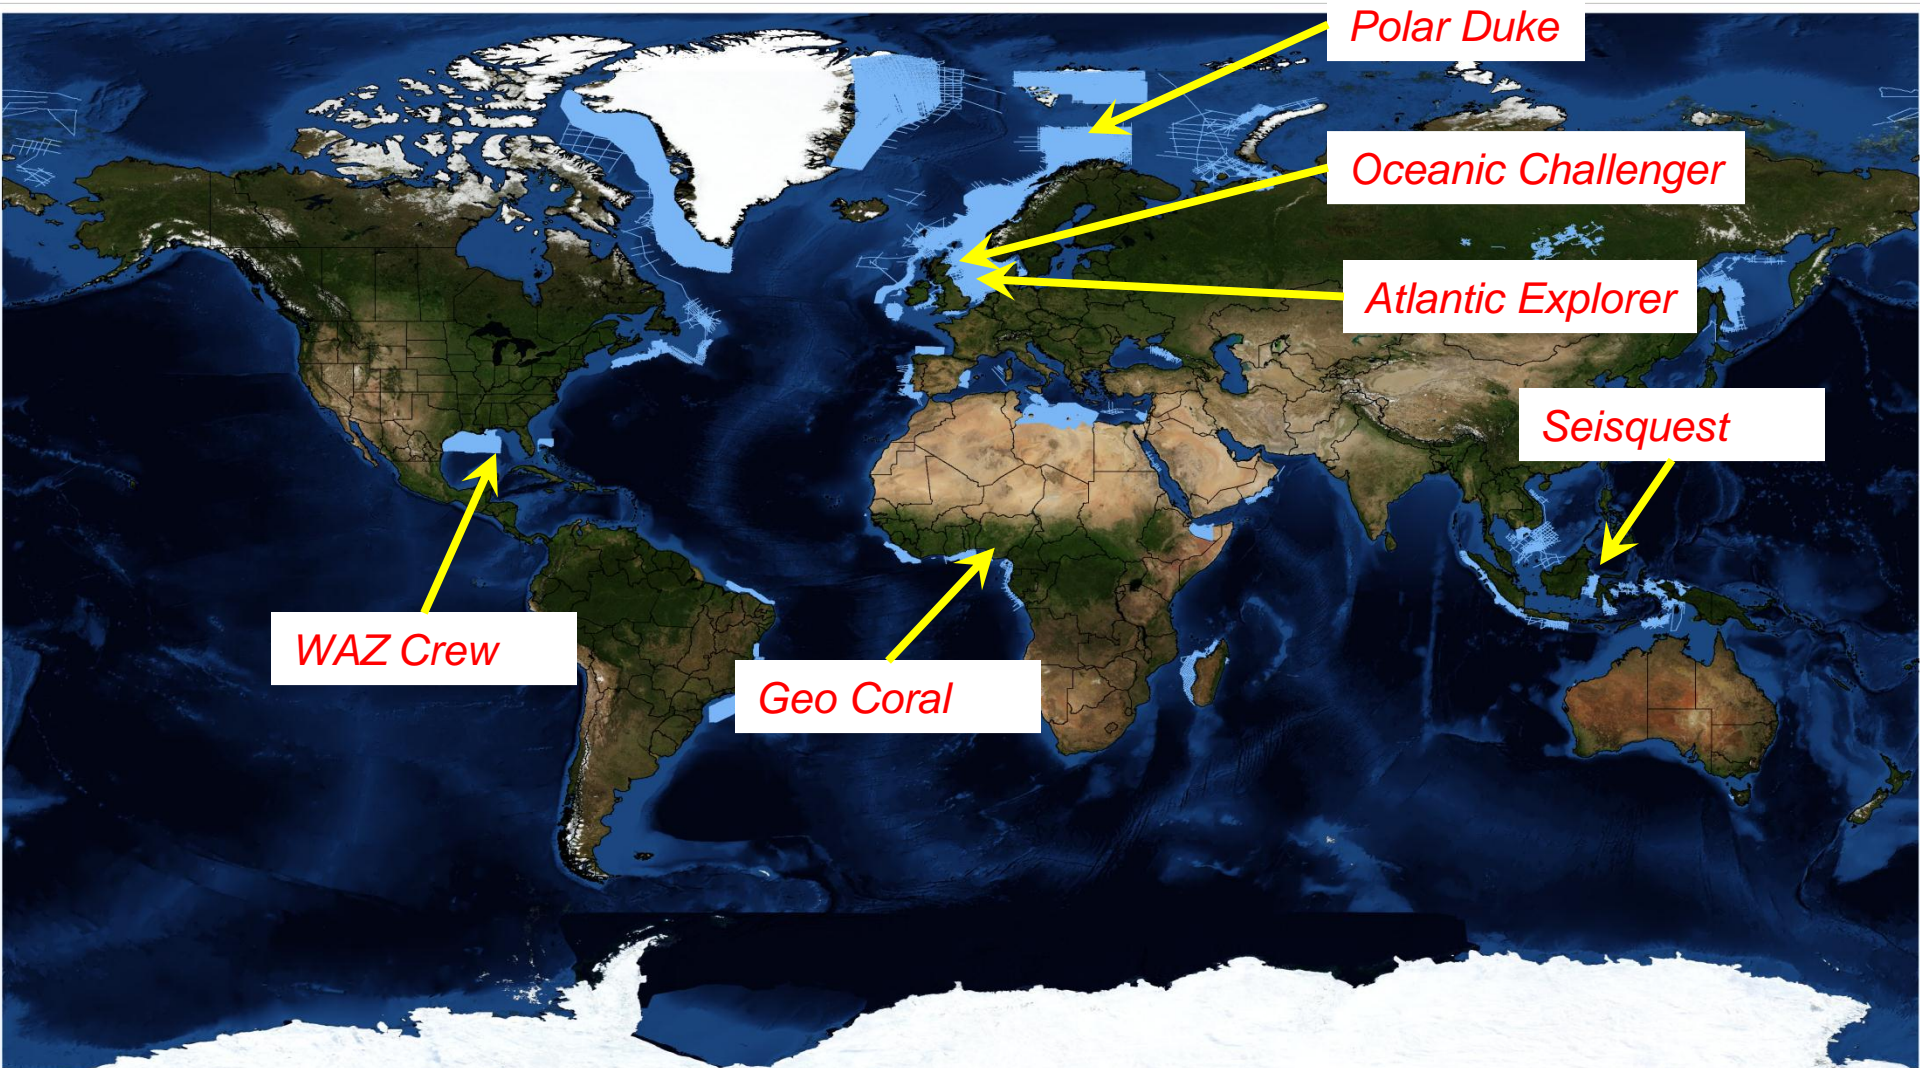 Polar Duke
Oceanic Challenger
Atlantic Explorer
Seisquest
WAZ Crew
Geo Coral